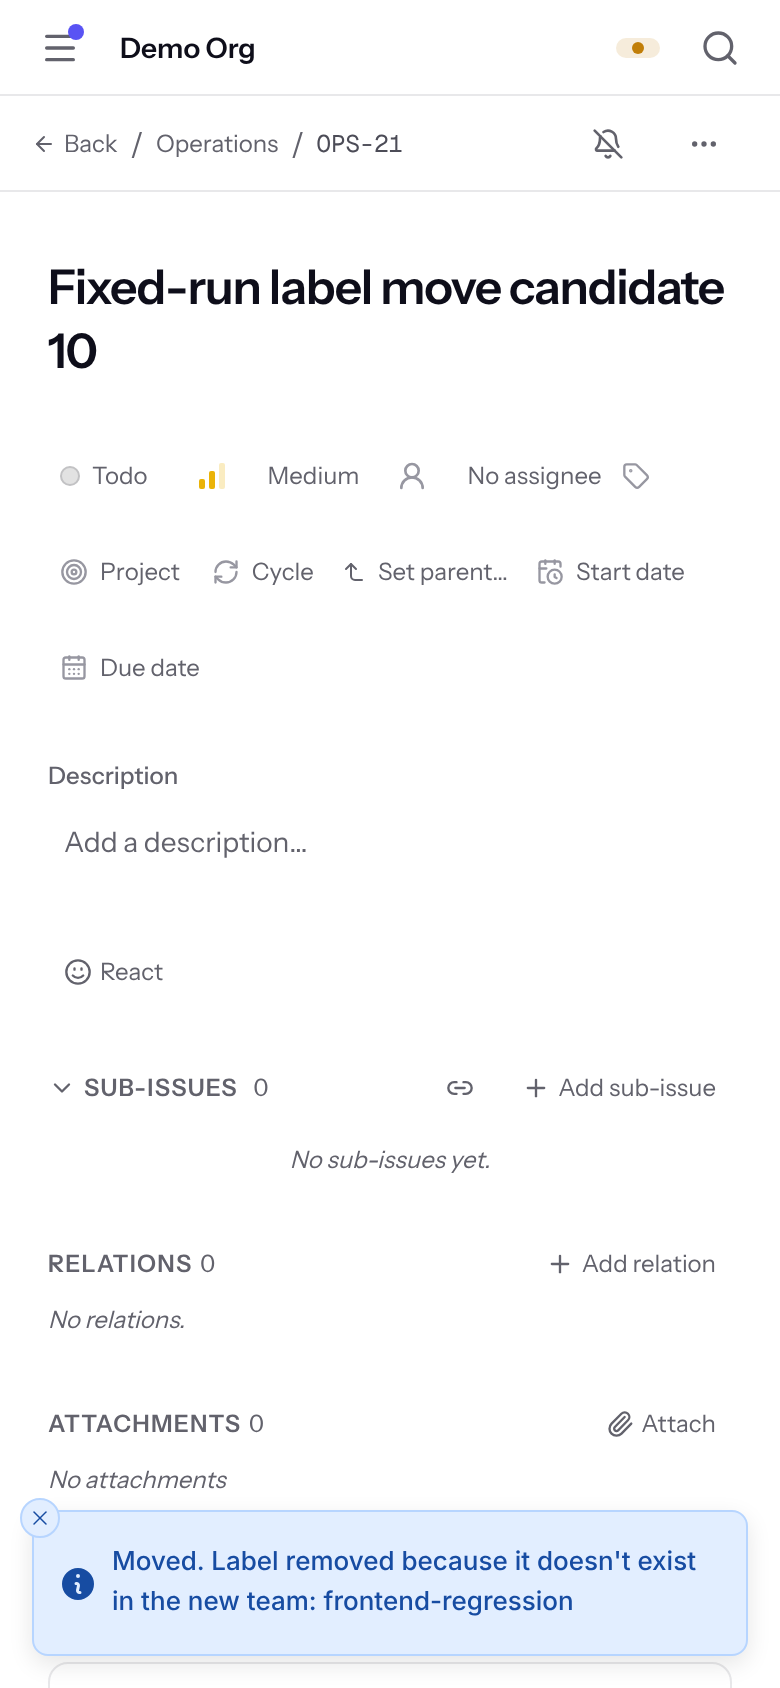 Demo Org
Back / Operations / OPS-21
Fixed-run label move candidate
10
Todo Medium No assignee
Project Cycle Set parent... Start date
Due date
Description
Add a description...
React
SUB-ISSUES 0 Add sub-issue
No sub-issues yet.
RELATIONS 0 Add relation
No relations.
ATTACHMENTS 0 Attach
No attachments
Moved. Label removed because it doesn't exist
in the new team: frontend-regression